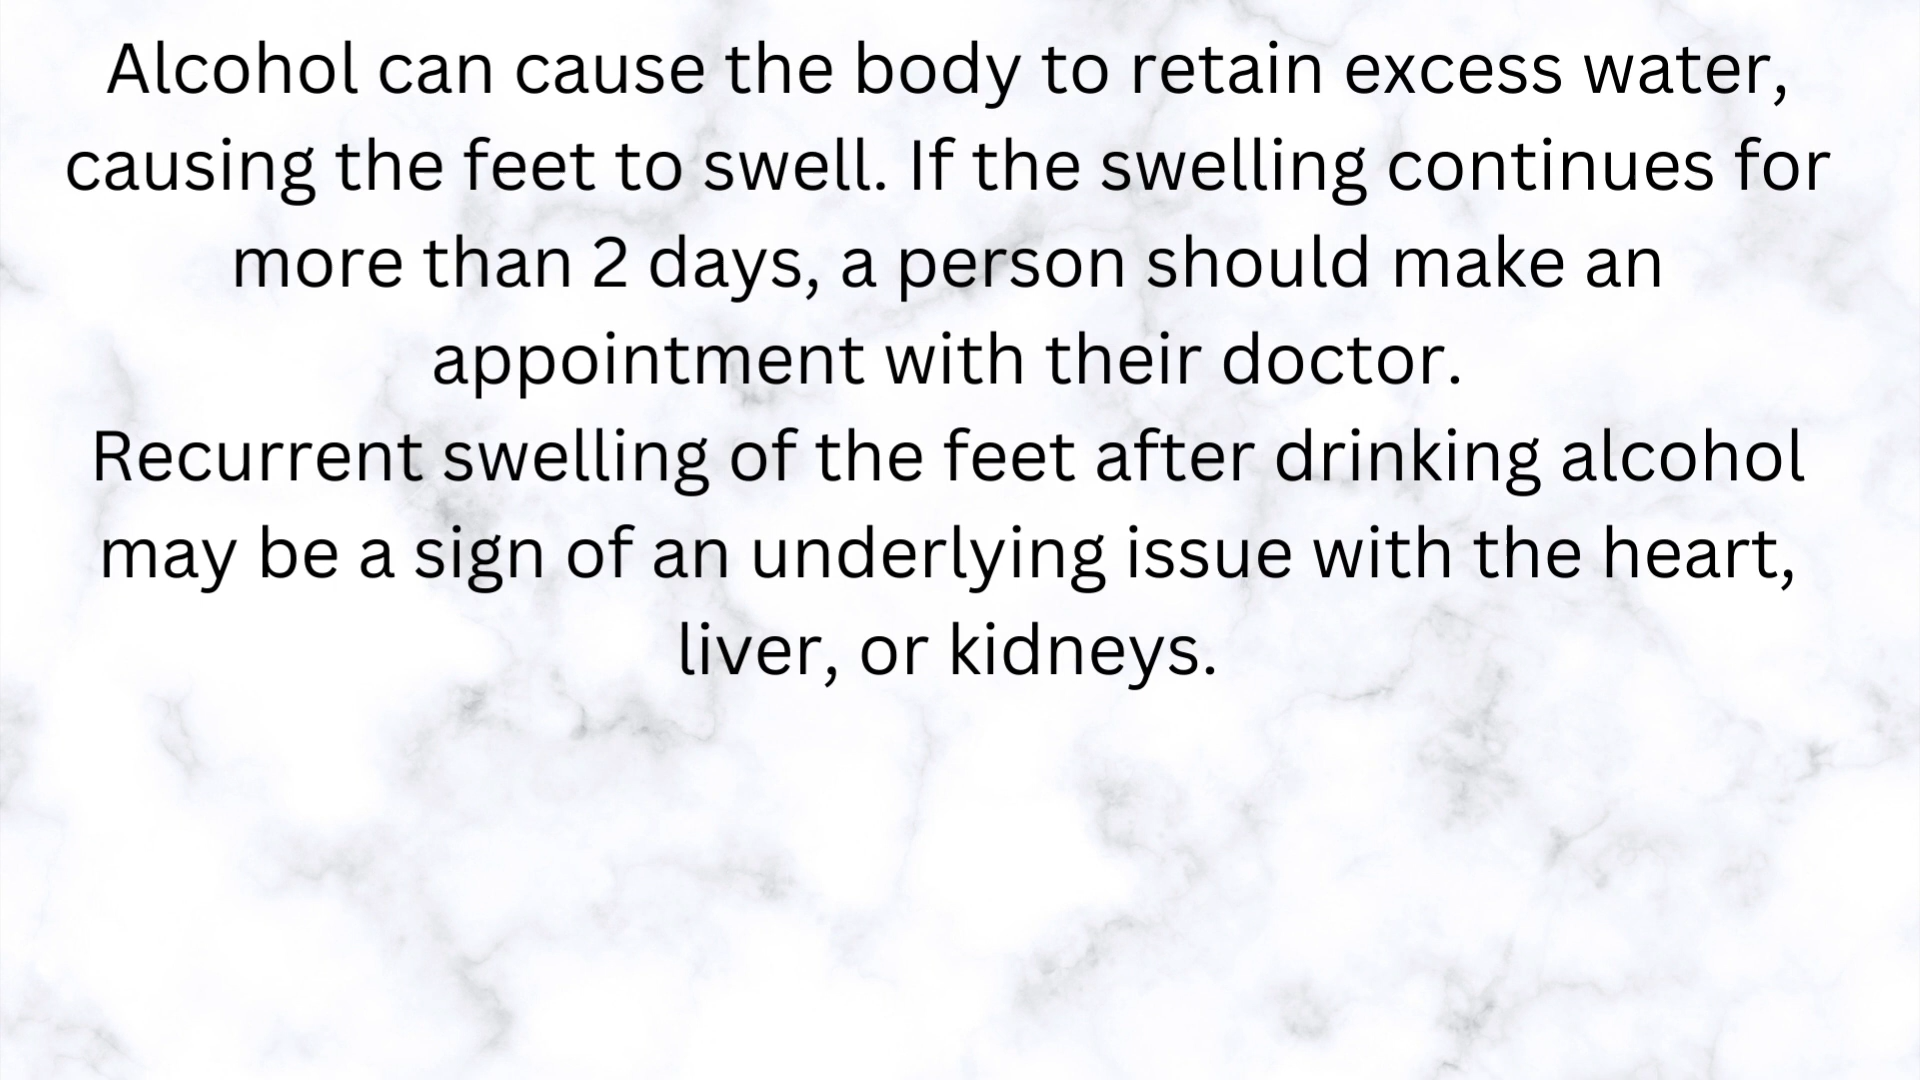 Alcohol can cause the body to retain excess water,
causing the feet to swell. If the swelling continues for
more than 2 days, a person should make an
appointment with their doctor.
Recurrent swelling of the feet after drinking alcohol
may be a sign of an underlying issue with the heart,
liver, or kidneys.